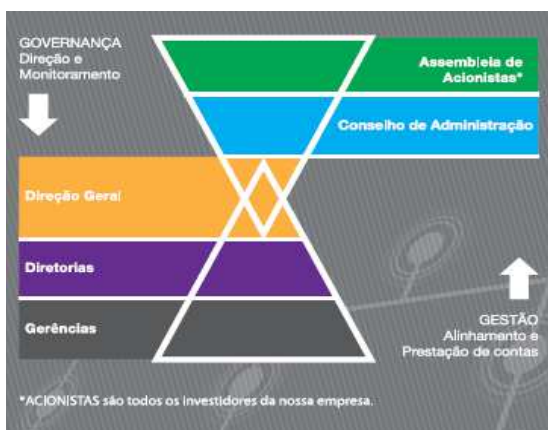 GOVERNANÇA
Direção e
Monitoramento
Assembleia de
Acionistas*
Conselho de Administração
Direção Geral
Diretorias
Gerências
GESTÃO
Alinhamento e
Prestação de contas
*ACIONISTAS são todos os investidores da nossa empresa.